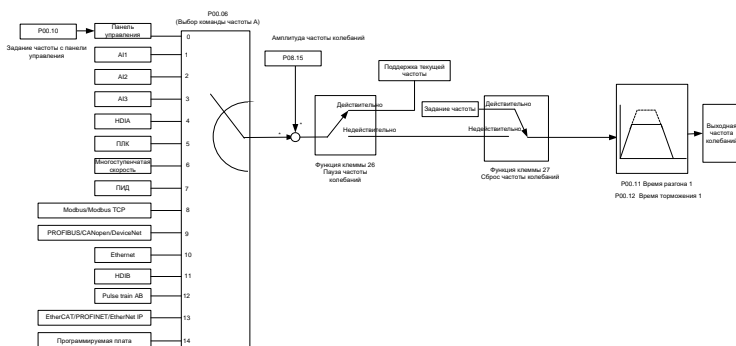 P00.06
(Выбор команды частоты A)
P00.10
Задание частоты с панели
управления
Панель
управления
0
AI1
1
AI2
2
AI3
3
HDIA
4
ПЛК
5
Многоступенчатая
скорость
6
ПИД
7
Modbus/Modbus TCP
8
PROFIBUS/CANopen/DeviceNet
9
Ethernet
10
HDIB
11
Pulse train AB
12
EtherCAT/PROFINET/EtherNet IP
13
Программируемая плата
14
Амплитуда частоты колебаний
P08.15
+
+
Поддержка текущей
частоты
Действительно
Недействительно
Функция клеммы 26
Пауза частоты
колебаний
Задание частоты
Действительно
Недействительно
Функция клеммы 27
Сброс частоты колебаний
P00.11 Время разгона 1
P00.12 Время торможения 1
Выходная
частота
колебаний